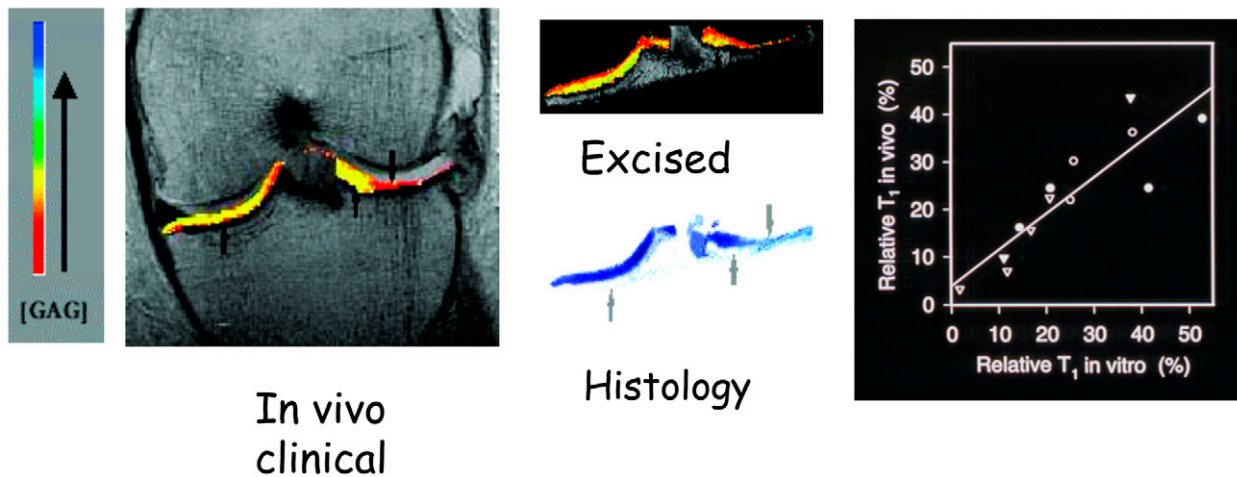 [GAG]
In vivo
clinical
Excised
Histology
Relative T₁ in vivo (%)
50
40
30
20
10
0
0 10 20 30 40 50
Relative T₁ in vitro (%)